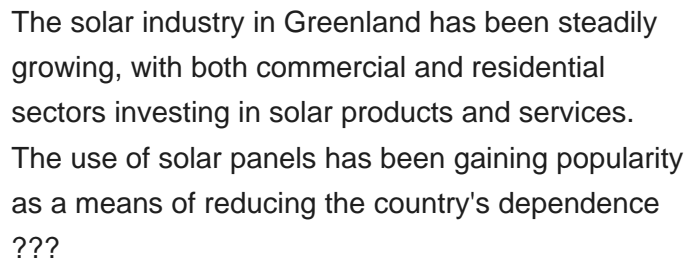 The solar industry in Greenland has been steadily
growing, with both commercial and residential
sectors investing in solar products and services.
The use of solar panels has been gaining popularity
as a means of reducing the country's dependence
???